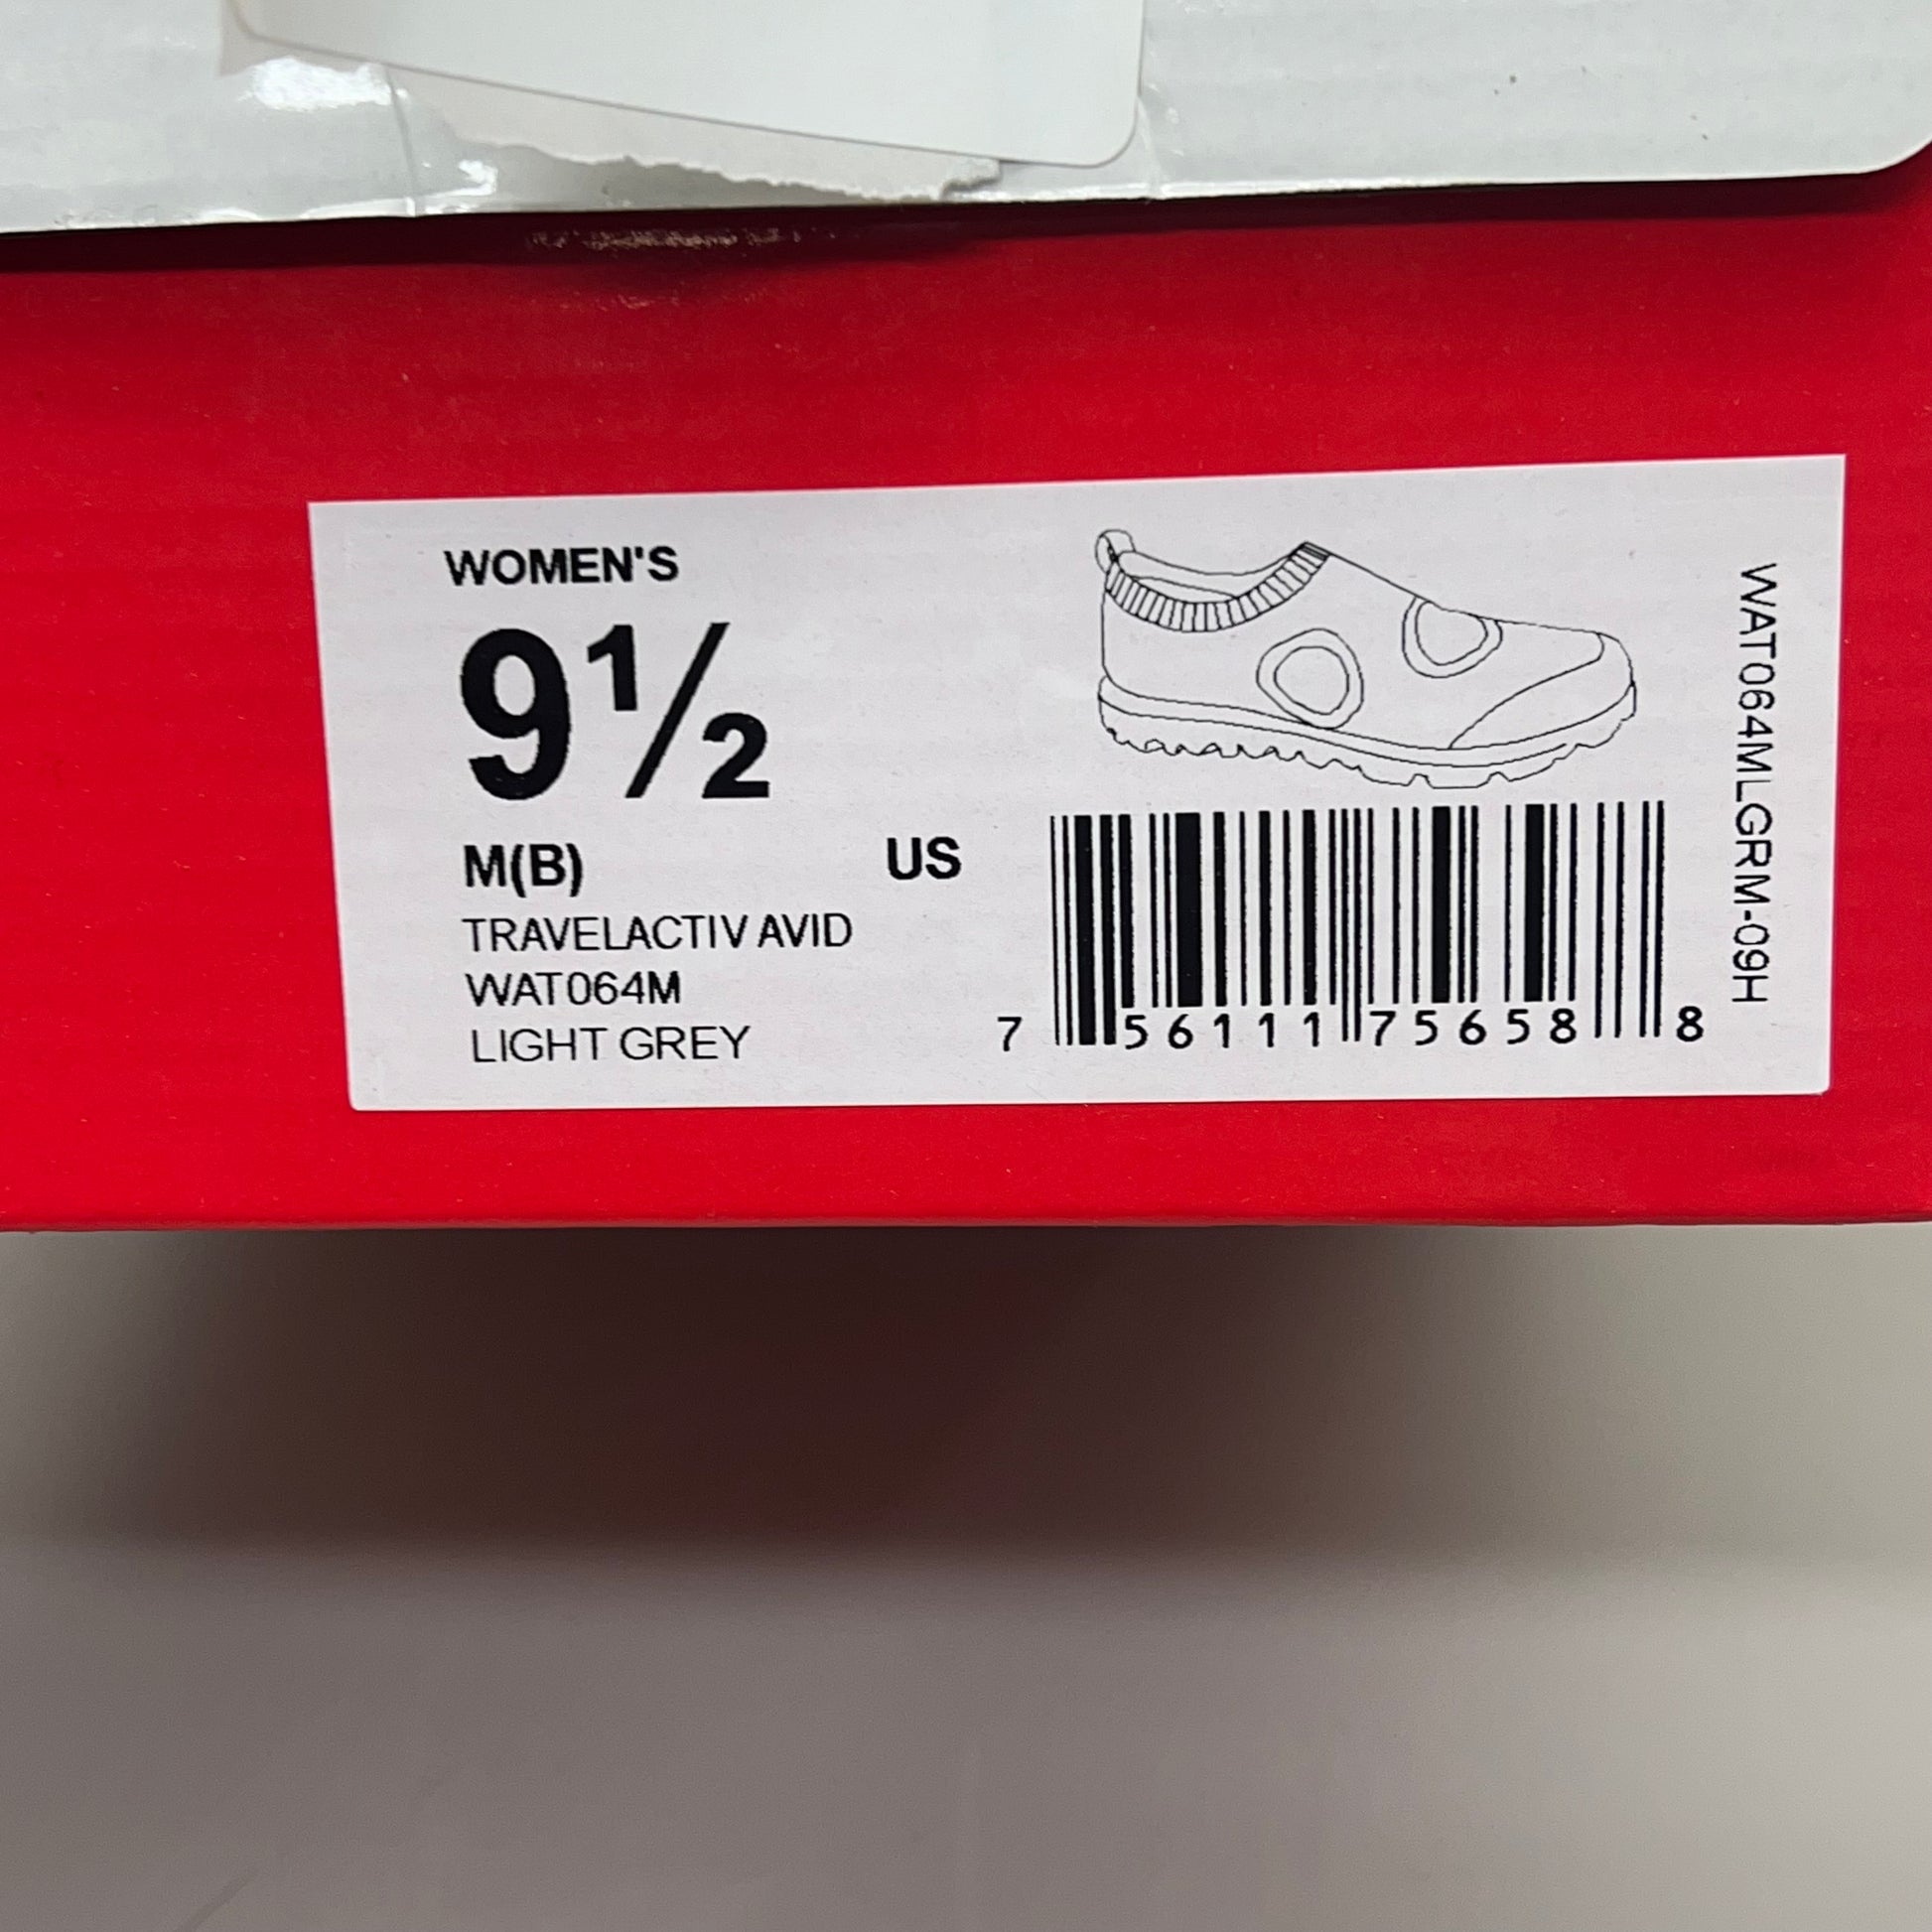 WOMEN'S
9½
M(B) US
TRAVELACTIV AVID
WAT064M
LIGHT GREY
7 56111 75658 8
WAT064MLGRM-09H